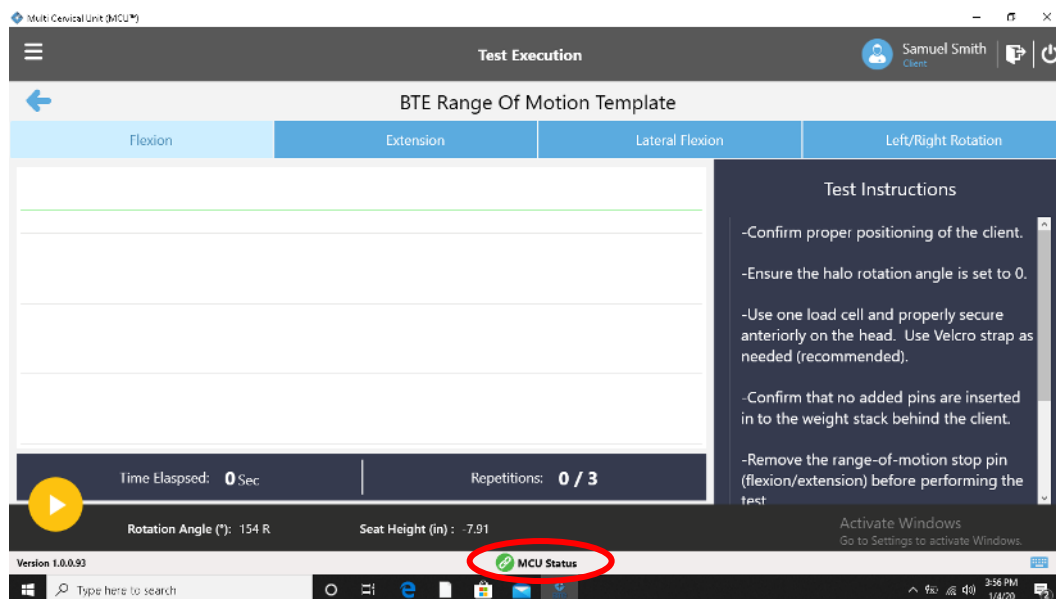 Multi Cervical Unit (MCU™)
Test Execution
Samuel Smith
Client
BTE Range Of Motion Template
Flexion
Extension
Lateral Flexion
Left/Right Rotation
Test Instructions
-Confirm proper positioning of the client.
-Ensure the halo rotation angle is set to 0.
-Use one load cell and properly secure
anteriorly on the head. Use Velcro strap as
needed (recommended).
-Confirm that no added pins are inserted
in to the weight stack behind the client.
-Remove the range-of-motion stop pin
(flexion/extension) before performing the
test
Time Elaspsed: 0 Sec
Repetitions: 0 / 3
Rotation Angle (°): 154 R
Seat Height (in) : -7.91
Activate Windows
Go to Settings to activate Windows.
Version 1.0.0.93
MCU Status
Type here to search
3:56 PM
1/4/20
2